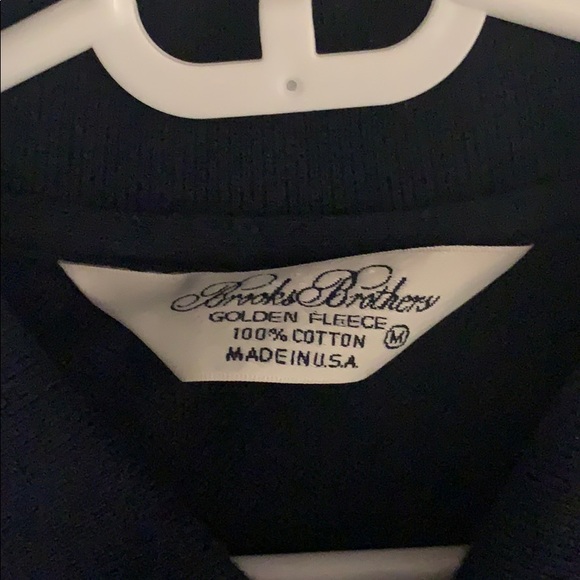 Brooks Brothers
GOLDEN FLEECE
100% COTTON M
MADE IN U.S.A.